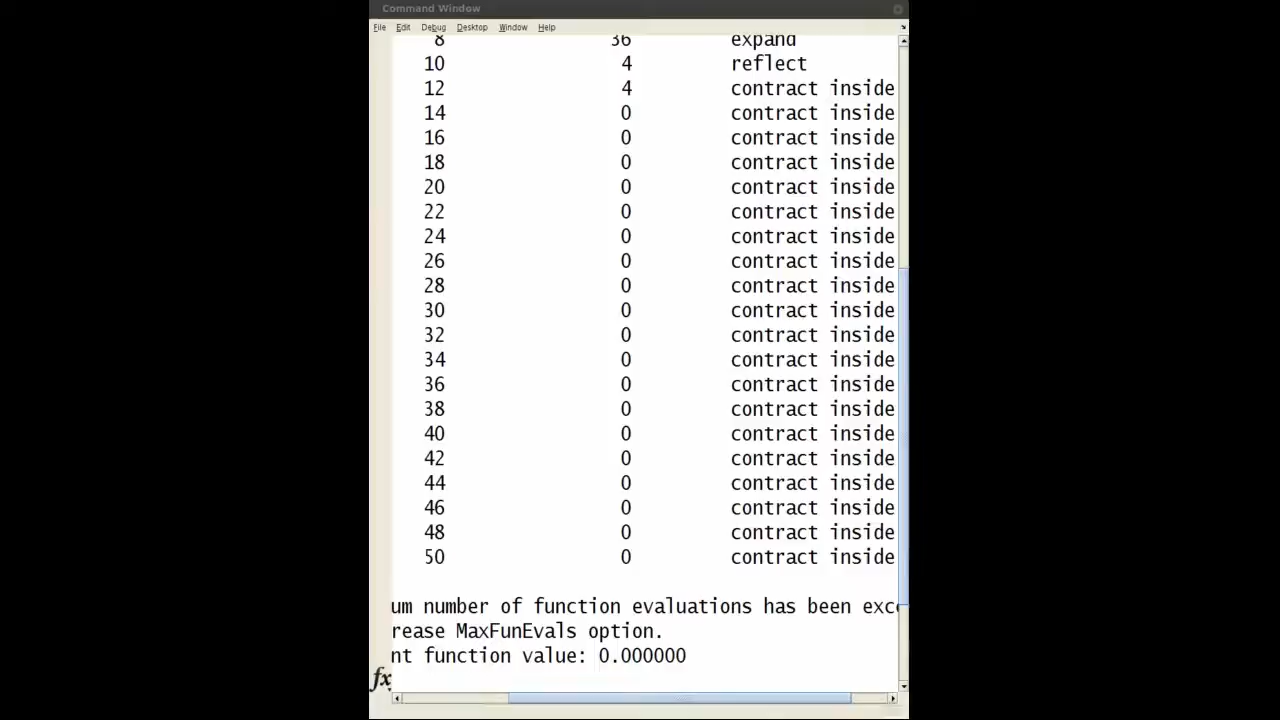 Command Window
File Edit Debug Desktop Window Help
8 36 expand
10 4 reflect
12 4 contract inside
14 0 contract inside
16 0 contract inside
18 0 contract inside
20 0 contract inside
22 0 contract inside
24 0 contract inside
26 0 contract inside
28 0 contract inside
30 0 contract inside
32 0 contract inside
34 0 contract inside
36 0 contract inside
38 0 contract inside
40 0 contract inside
42 0 contract inside
44 0 contract inside
46 0 contract inside
48 0 contract inside
50 0 contract inside
um number of function evaluations has been exc
rease MaxFunEvals option.
nt function value: 0.000000
fx